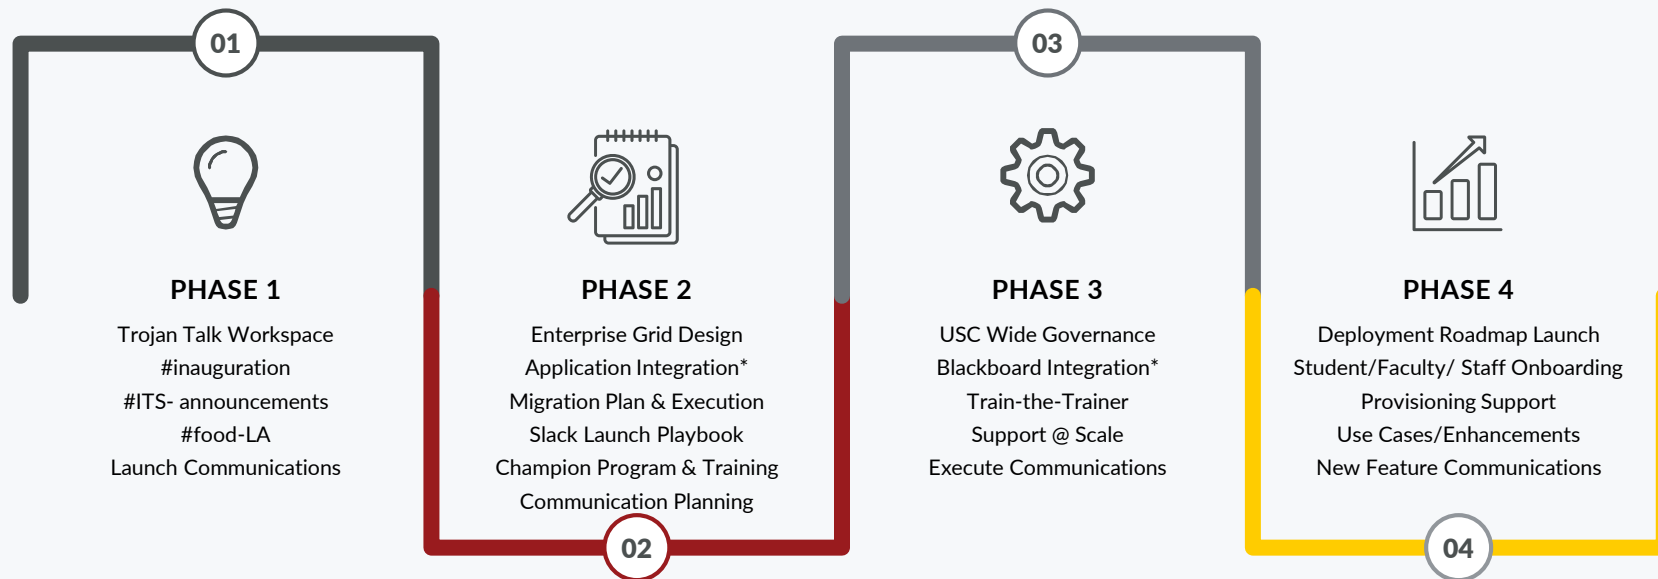 01
PHASE 1
Trojan Talk Workspace
#inauguration
#ITS- announcements
#food-LA
Launch Communications
PHASE 2
Enterprise Grid Design
Application Integration*
Migration Plan & Execution
Slack Launch Playbook
Champion Program & Training
Communication Planning
02
03
PHASE 3
USC Wide Governance
Blackboard Integration*
Train-the-Trainer
Support @ Scale
Execute Communications
PHASE 4
Deployment Roadmap Launch
Student/Faculty/ Staff Onboarding
Provisioning Support
Use Cases/Enhancements
New Feature Communications
04